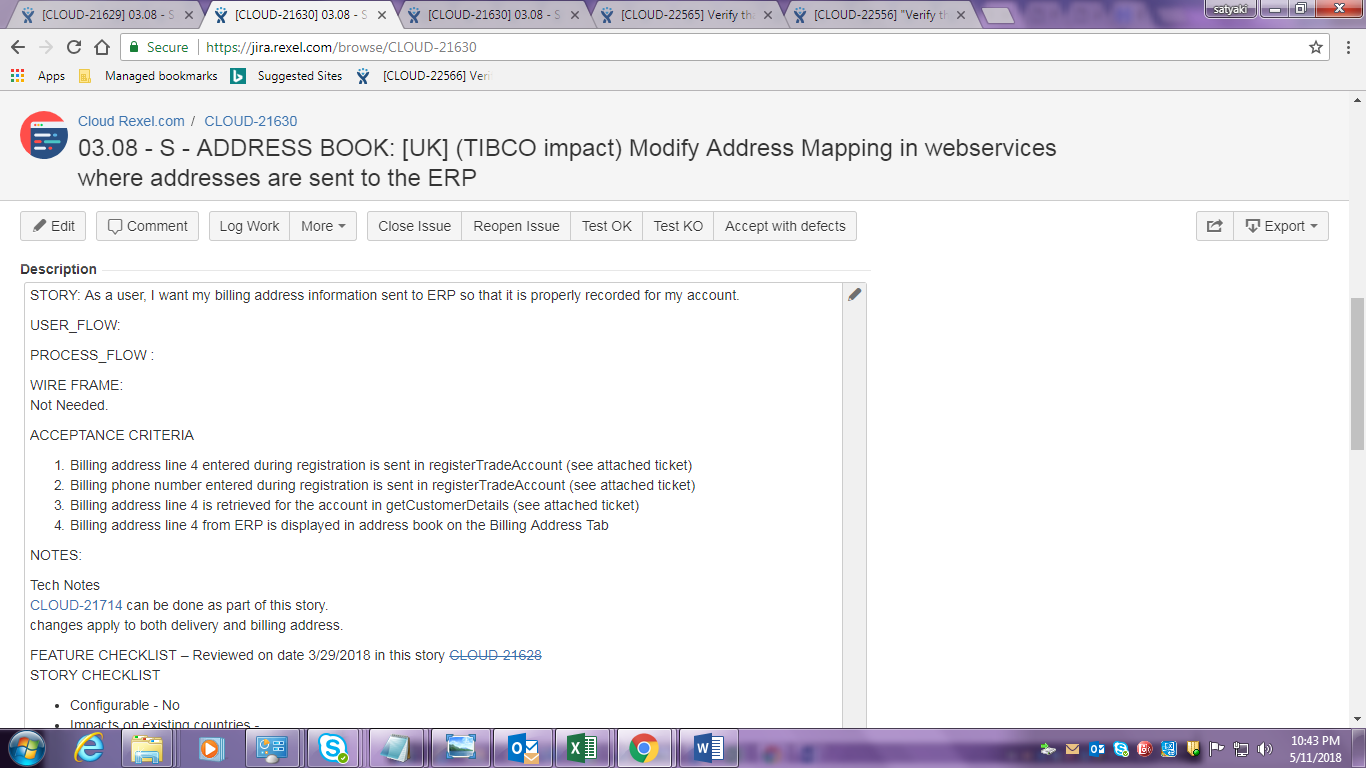 [CLOUD-21629] 03.08 - S
[CLOUD-21630] 03.08 - S
[CLOUD-21630] 03.08 - S
[CLOUD-22565] Verify tha
[CLOUD-22556] "Verify th
satyaki
Secure https://jira.rexel.com/browse/CLOUD-21630
Apps Managed bookmarks Suggested Sites [CLOUD-22566] Veri
Cloud Rexel.com / CLOUD-21630
03.08 - S - ADDRESS BOOK: [UK] (TIBCO impact) Modify Address Mapping in webservices
where addresses are sent to the ERP
Edit Comment Log Work More Close Issue Reopen Issue Test OK Test KO Accept with defects Export
Description
STORY: As a user, I want my billing address information sent to ERP so that it is properly recorded for my account.
USER_FLOW:
PROCESS_FLOW :
WIRE FRAME:
Not Needed.
ACCEPTANCE CRITERIA
1. Billing address line 4 entered during registration is sent in registerTradeAccount (see attached ticket)
2. Billing phone number entered during registration is sent in registerTradeAccount (see attached ticket)
3. Billing address line 4 is retrieved for the account in getCustomerDetails (see attached ticket)
4. Billing address line 4 from ERP is displayed in address book on the Billing Address Tab
NOTES:
Tech Notes
CLOUD-21714 can be done as part of this story.
changes apply to both delivery and billing address.
FEATURE CHECKLIST – Reviewed on date 3/29/2018 in this story CLOUD-21628
STORY CHECKLIST
• Configurable - No
• Impacts on existing countries -
10:43 PM
5/11/2018